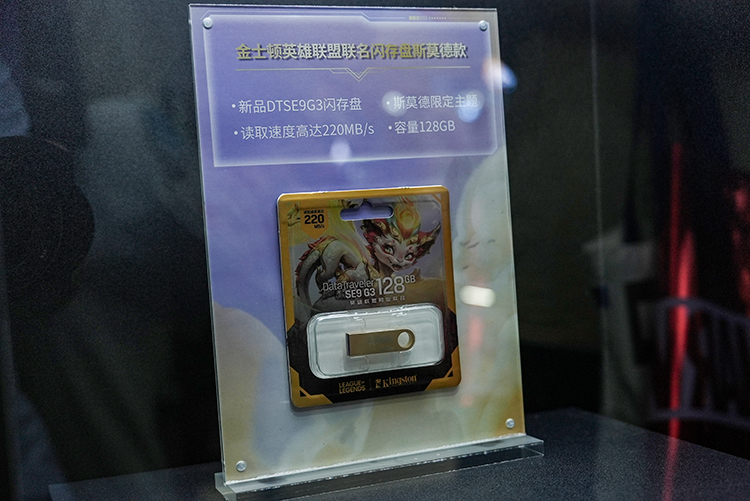 金士顿英雄联盟联名闪存盘斯莫德款
·新品DTSE9G3闪存盘 ·斯莫德限定主题
·读取速度高达220MB/s ·容量128GB
220
MB/s
DataTraveler
SE9 G3 128GB
LEAGUE OF
LEGENDS
Kingston